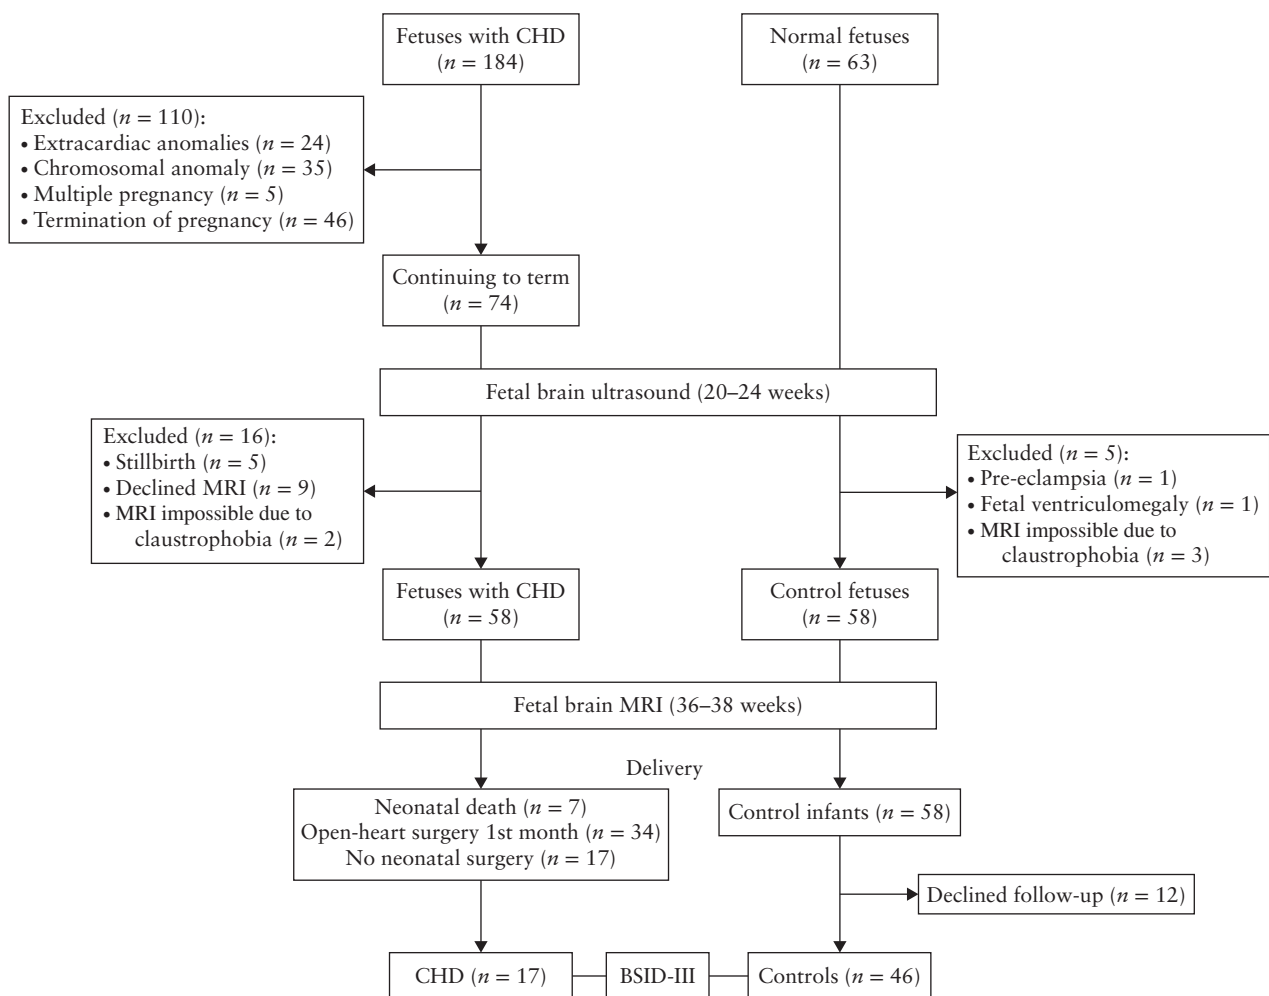 Fetuses with CHD
(n = 184)
Normal fetuses
(n = 63)
Excluded (n = 110):
• Extracardiac anomalies (n = 24)
• Chromosomal anomaly (n = 35)
• Multiple pregnancy (n = 5)
• Termination of pregnancy (n = 46)
Continuing to term
(n = 74)
Fetal brain ultrasound (20–24 weeks)
Excluded (n = 16):
• Stillbirth (n = 5)
• Declined MRI (n = 9)
• MRI impossible due to
claustrophobia (n = 2)
Excluded (n = 5):
• Pre-eclampsia (n = 1)
• Fetal ventriculomegaly (n = 1)
• MRI impossible due to
claustrophobia (n = 3)
Fetuses with CHD
(n = 58)
Control fetuses
(n = 58)
Fetal brain MRI (36–38 weeks)
Delivery
Neonatal death (n = 7)
Open-heart surgery 1st month (n = 34)
No neonatal surgery (n = 17)
Control infants (n = 58)
Declined follow-up (n = 12)
CHD (n = 17)
BSID-III
Controls (n = 46)